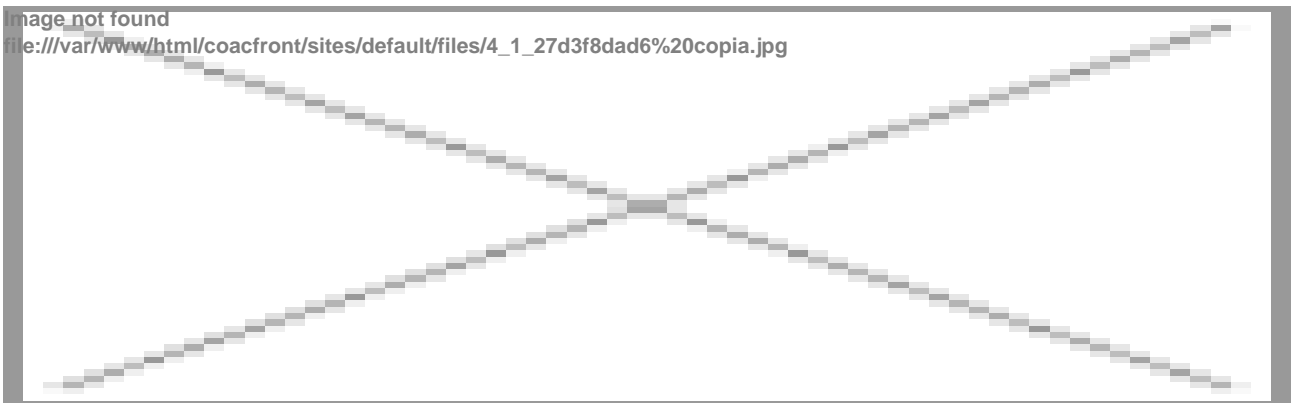 Image not found
file:///var/www/html/coacfront/sites/default/files/4_1_27d3f8dad6%20copia.jpg